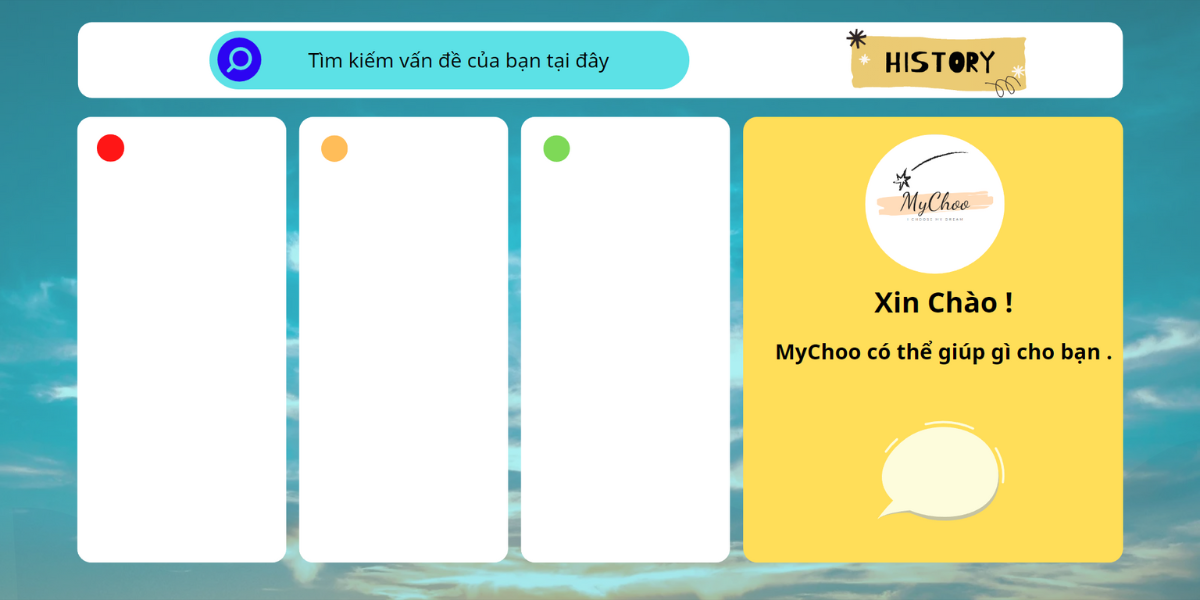 Tìm kiếm vấn đề của bạn tại đây
HISTORY
MyChoo
I CHOOSE MY DREAM
Xin Chào !
MyChoo có thể giúp gì cho bạn .